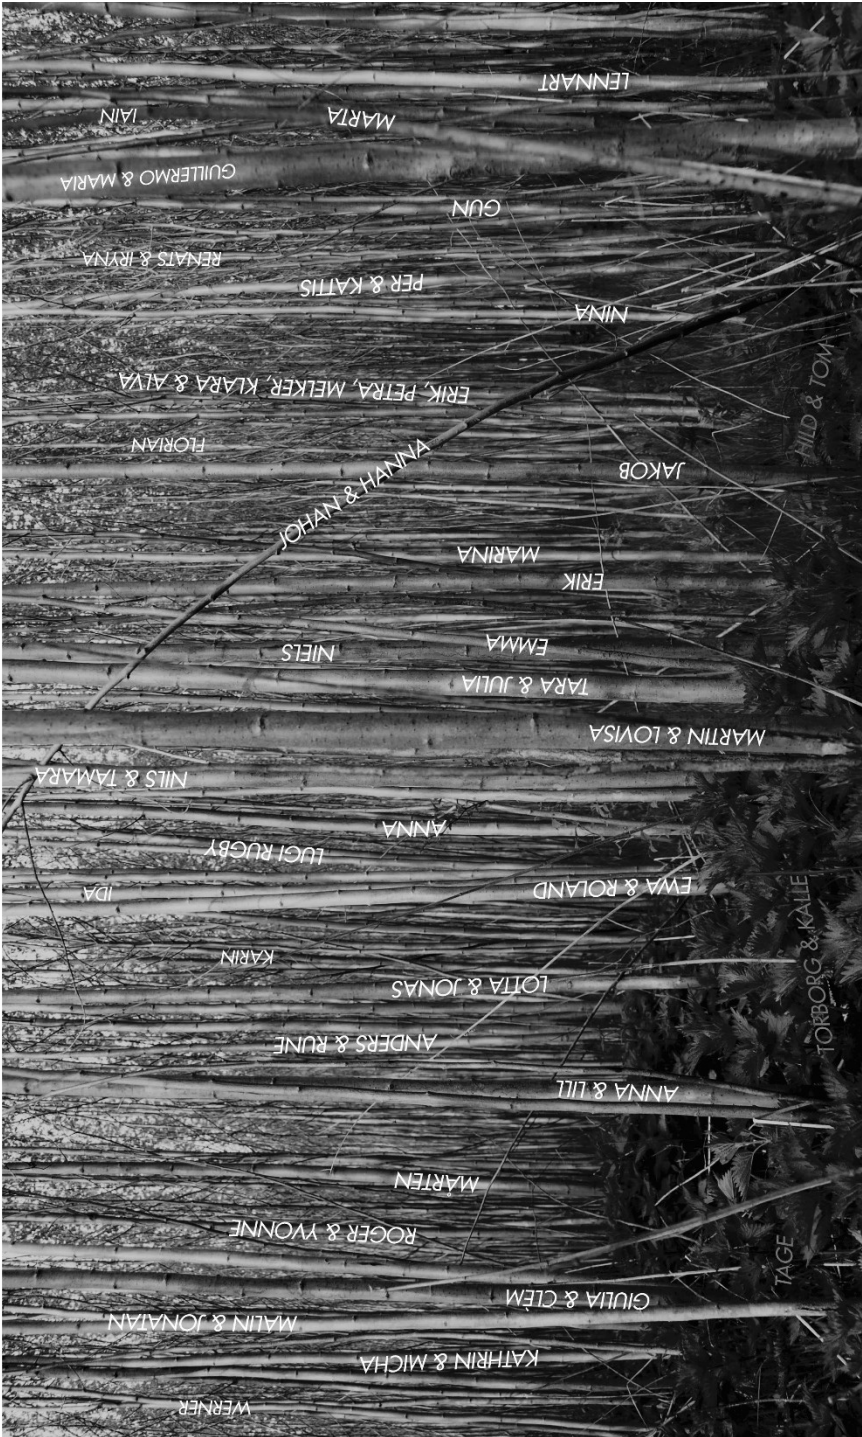 LENNART
IAIN
MARTA
GUILLERMO & MARIA
GUN
RENATS & IRYNA
PER & KATTIS
NINA
ERIK, PETRA, MELKER, KLARA & ALVA
& TOM
FLORIAN
JAKOB
JOHAN & HANNA
MARINA
ERIK
EMMA
NIELS
TARA & JULIA
MARTIN & LOVISA
NILS & TAMARA
ANNA
LUGI RUGBY
EWA & ROLAND
IDA
TORBORG & KALLE
KARIN
LOTTA & JONAS
ANDERS & RUNE
ANNA & LILL
MÅRTEN
ROGER & YVONNE
TAGE
GIULIA & CLÈM
MALIN & JONATAN
KATHRIN & MICHA
WERNER